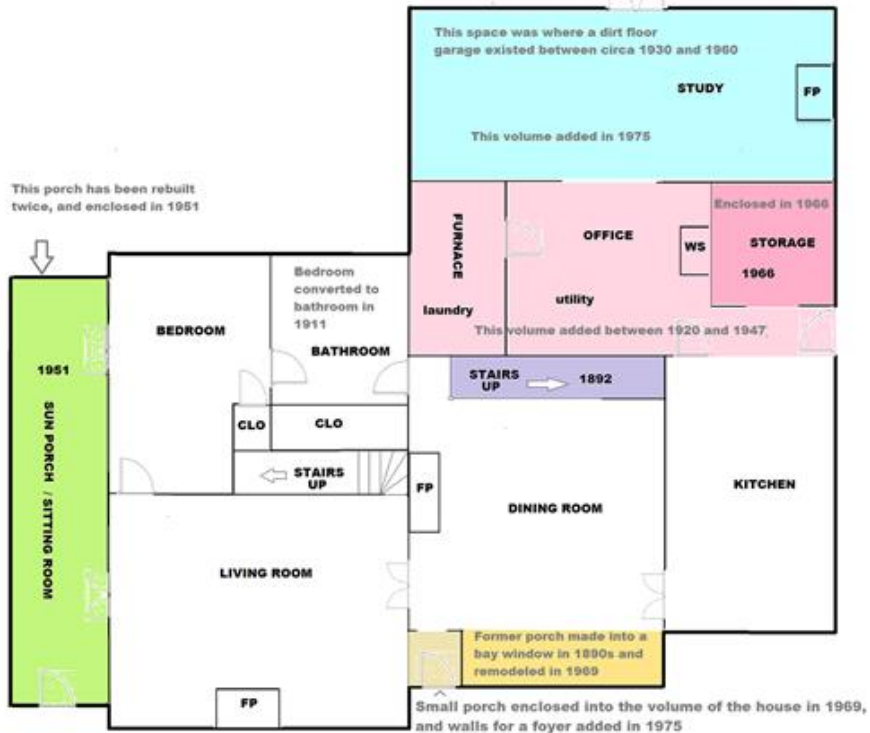 This space was where a dirt floor
garage existed between circa 1930 and 1960
STUDY
FP
This volume added in 1975
This porch has been rebuilt
twice, and enclosed in 1951
FURNACE
laundry
OFFICE
utility
WS
Enclosed in 1966
STORAGE
1966
This volume added between 1920 and 1947
Bedroom
converted to
bathroom in
1911
BEDROOM
BATHROOM
1951
SUN PORCH / SITTING ROOM
STAIRS
UP
1892
CLO
CLO
STAIRS
UP
FP
DINING ROOM
KITCHEN
LIVING ROOM
FP
Former porch made into a
bay window in 1890s and
remodeled in 1969
Small porch enclosed into the volume of the house in 1969,
and walls for a foyer added in 1975